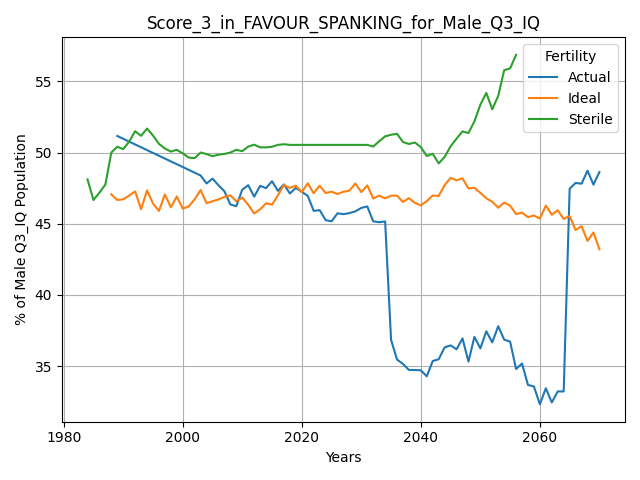 Score_3_in_FAVOUR_SPANKING_for_Male_Q3_IQ
Fertility
Actual
Ideal
Sterile
% of Male Q3_IQ Population
55
50
45
40
35
1980
2000
2020
2040
2060
Years